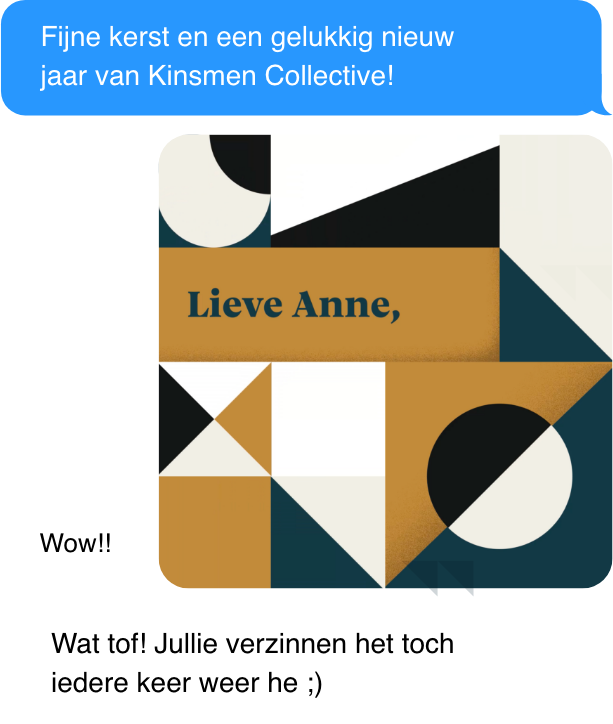 Fijne kerst en een gelukkig nieuw
jaar van Kinsmen Collective!
Lieve Anne,
Wow!!
Wat tof! Jullie verzinnen het toch
iedere keer weer he ;)